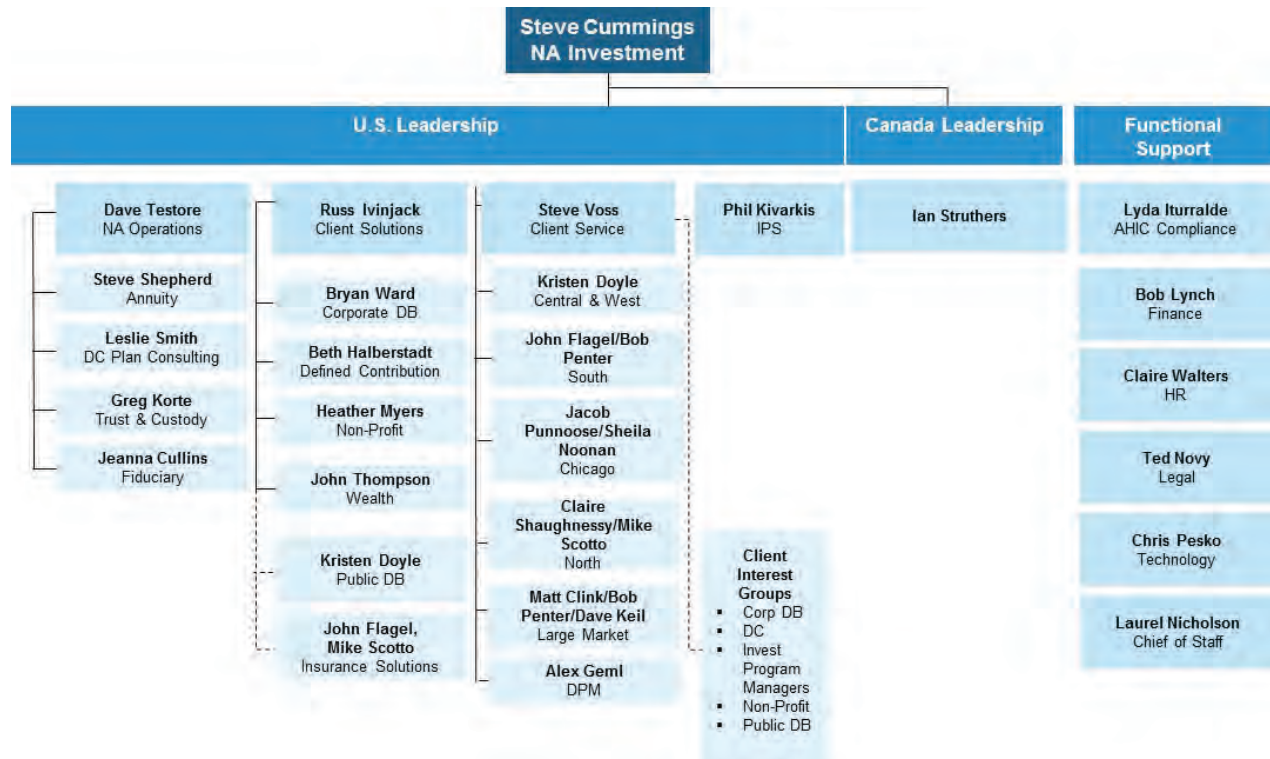 Steve Cummings
NA Investment
U.S. Leadership
Canada Leadership
Functional
Support
Dave Testore
NA Operations
Steve Shepherd
Annuity
Leslie Smith
DC Plan Consulting
Greg Korte
Trust & Custody
Jeanna Cullins
Fiduciary
Russ Ivinjack
Client Solutions
Bryan Ward
Corporate DB
Beth Halberstadt
Defined Contribution
Heather Myers
Non-Profit
John Thompson
Wealth
Kristen Doyle
Public DB
John Flagel,
Mike Scotto
Insurance Solutions
Steve Voss
Client Service
Kristen Doyle
Central & West
John Flagel/Bob
Penter
South
Jacob
Punnoose/Sheila
Noonan
Chicago
Claire
Shaughnessy/Mike
Scotto
North
Matt Clink/Bob
Penter/Dave Keil
Large Market
Alex Geml
DPM
Phil Kivarkis
IPS
Client
Interest
Groups
▪ Corp DB
▪ DC
▪ Invest
Program
Managers
▪ Non-Profit
▪ Public DB
Ian Struthers
Lyda Iturralde
AHIC Compliance
Bob Lynch
Finance
Claire Walters
HR
Ted Novy
Legal
Chris Pesko
Technology
Laurel Nicholson
Chief of Staff